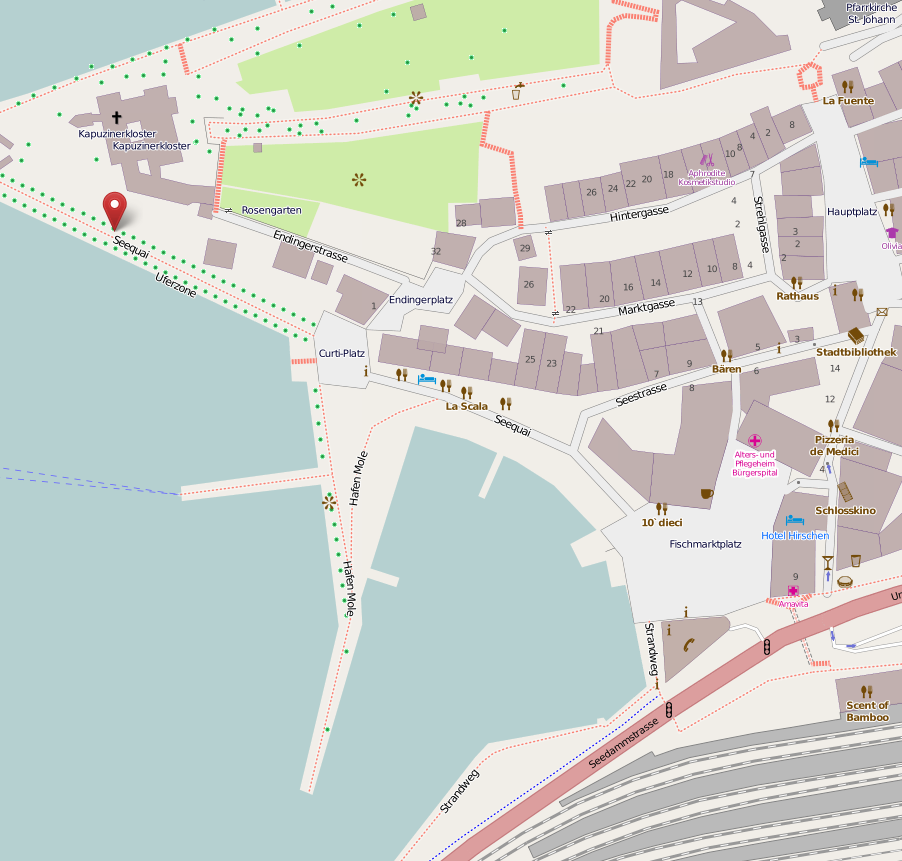 Pfarrkirche
St. Johann
La Fuente
Kapuzinerkloster
Kapuzinerkloster
8
2
4
8
10
Aphrodite
Kosmetikstudio
18
20
22
24
26
7
4
2
Strehlgasse
Hauptplatz
Olivia
Rosengarten
Hintergasse
28
3
2
2
Seequai
Endingerstrasse
32
29
Uferzone
26
22
20
16
14
12
10
8
4
Rathaus
Endingerplatz
1
Marktgasse
13
21
Curti-Platz
25
23
7
9
Bären
5
3
Stadtbibliothek
6
14
8
12
La Scala
Seequai
Seestrasse
Pizzeria
de Medici
Alters- und
Pflegeheim
Bürgerspital
4
Hafen Mole
Schlosskino
10`dieci
Hotel Hirschen
Fischmarktplatz
Hafen Mole
9
Amavita
Un
Strandweg
Scent of
Bamboo
Seedammstrasse
Strandweg